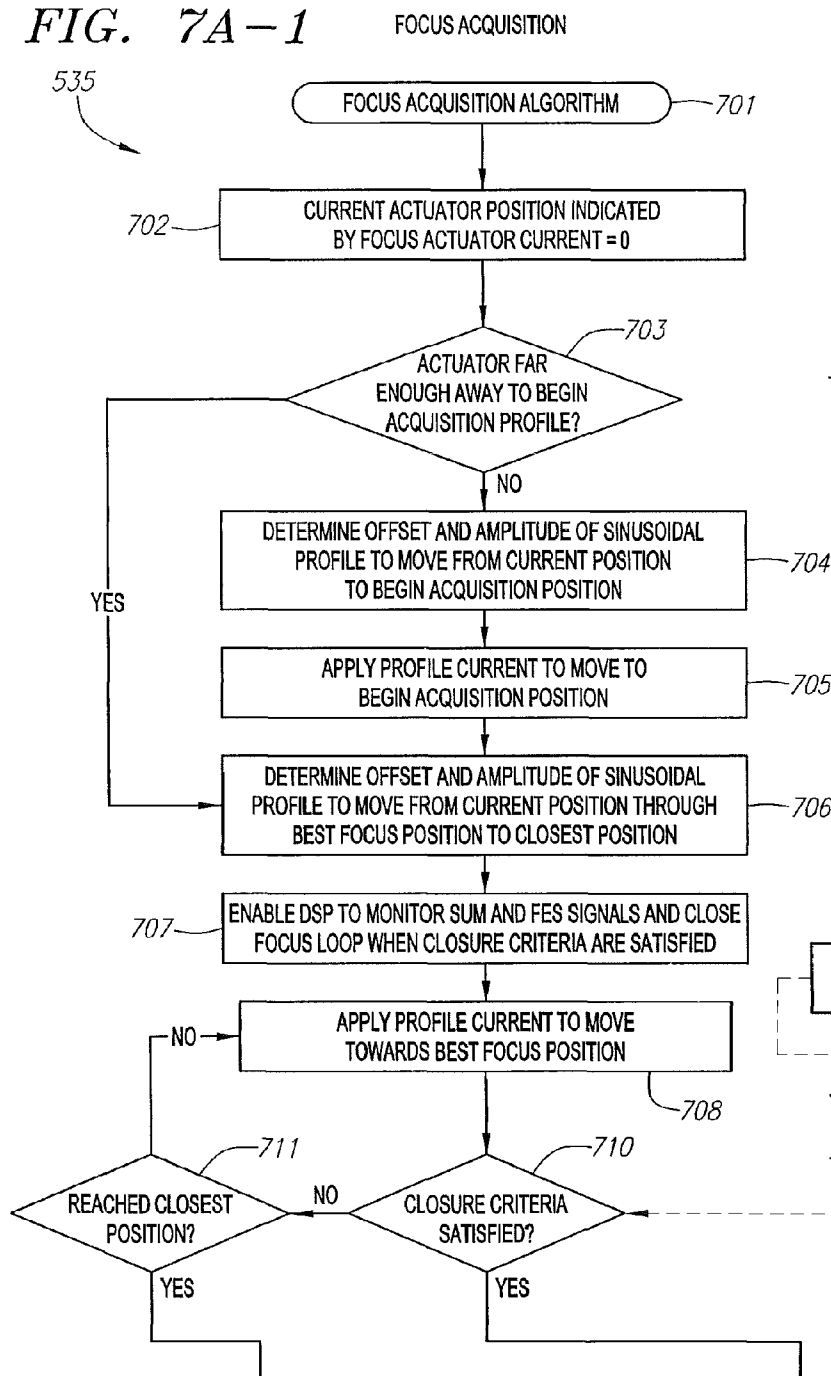 FIG. 7A-1
FOCUS ACQUISITION
535
FOCUS ACQUISITION ALGORITHM
701
702
CURRENT ACTUATOR POSITION INDICATED
BY FOCUS ACTUATOR CURRENT = 0
703
ACTUATOR FAR
ENOUGH AWAY TO BEGIN
ACQUISITION PROFILE?
NO
DETERMINE OFFSET AND AMPLITUDE OF SINUSOIDAL
PROFILE TO MOVE FROM CURRENT POSITION
TO BEGIN ACQUISITION POSITION
704
YES
APPLY PROFILE CURRENT TO MOVE TO
BEGIN ACQUISITION POSITION
705
DETERMINE OFFSET AND AMPLITUDE OF SINUSOIDAL
PROFILE TO MOVE FROM CURRENT POSITION THROUGH
BEST FOCUS POSITION TO CLOSEST POSITION
706
707
ENABLE DSP TO MONITOR SUM AND FES SIGNALS AND CLOSE
FOCUS LOOP WHEN CLOSURE CRITERIA ARE SATISFIED
NO
APPLY PROFILE CURRENT TO MOVE
TOWARDS BEST FOCUS POSITION
708
711
710
REACHED CLOSEST
POSITION?
NO
CLOSURE CRITERIA
SATISFIED?
YES
YES